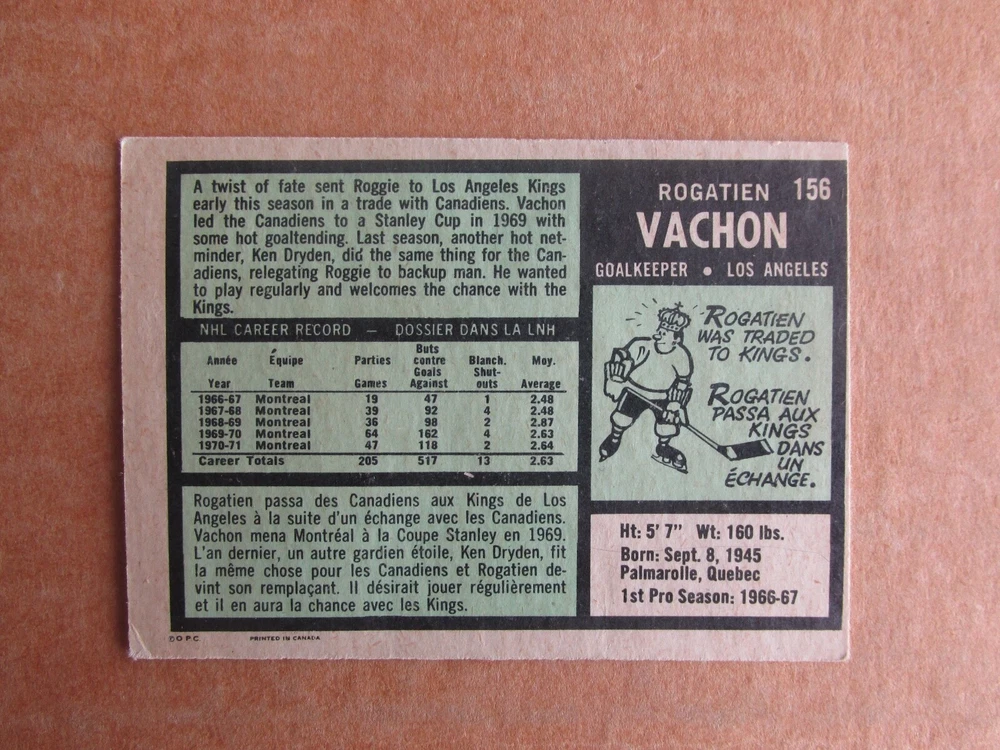 A twist of fate sent Roggie to Los Angeles Kings
early this season in a trade with Canadiens. Vachon
led the Canadiens to a Stanley Cup in 1969 with
some hot goaltending. Last season, another hot net-
minder, Ken Dryden, did the same thing for the Can-
adiens, relegating Roggie to backup man. He wanted
to play regularly and welcomes the chance with the
Kings.
NHL CAREER RECORD — DOSSIER DANS LA LNH
Année Équipe Parties Buts contre Blanch. Moy.
Year Team Games Goals Against Shut-outs Average
1966-67 Montreal 19 47 1 2.48
1967-68 Montreal 39 92 4 2.48
1968-69 Montreal 36 98 2 2.87
1969-70 Montreal 64 162 4 2.63
1970-71 Montreal 47 118 2 2.64
Career Totals 205 517 13 2.63
Rogatien passa des Canadiens aux Kings de Los
Angeles à la suite d'un échange avec les Canadiens.
Vachon mena Montréal à la Coupe Stanley en 1969.
L'an dernier, un autre gardien étoile, Ken Dryden, fit
la même chose pour les Canadiens et Rogatien de-
vint son remplaçant. Il désirait jouer régulièrement
et il en aura la chance avec les Kings.
©O.P.C. PRINTED IN CANADA
ROGATIEN 156
VACHON
GOALKEEPER • LOS ANGELES
ROGATIEN
WAS TRADED
TO KINGS.
ROGATIEN
PASSA AUX
KINGS
DANS
UN
ÉCHANGE.
Ht: 5' 7" Wt: 160 lbs.
Born: Sept. 8, 1945
Palmarolle, Quebec
1st Pro Season: 1966-67